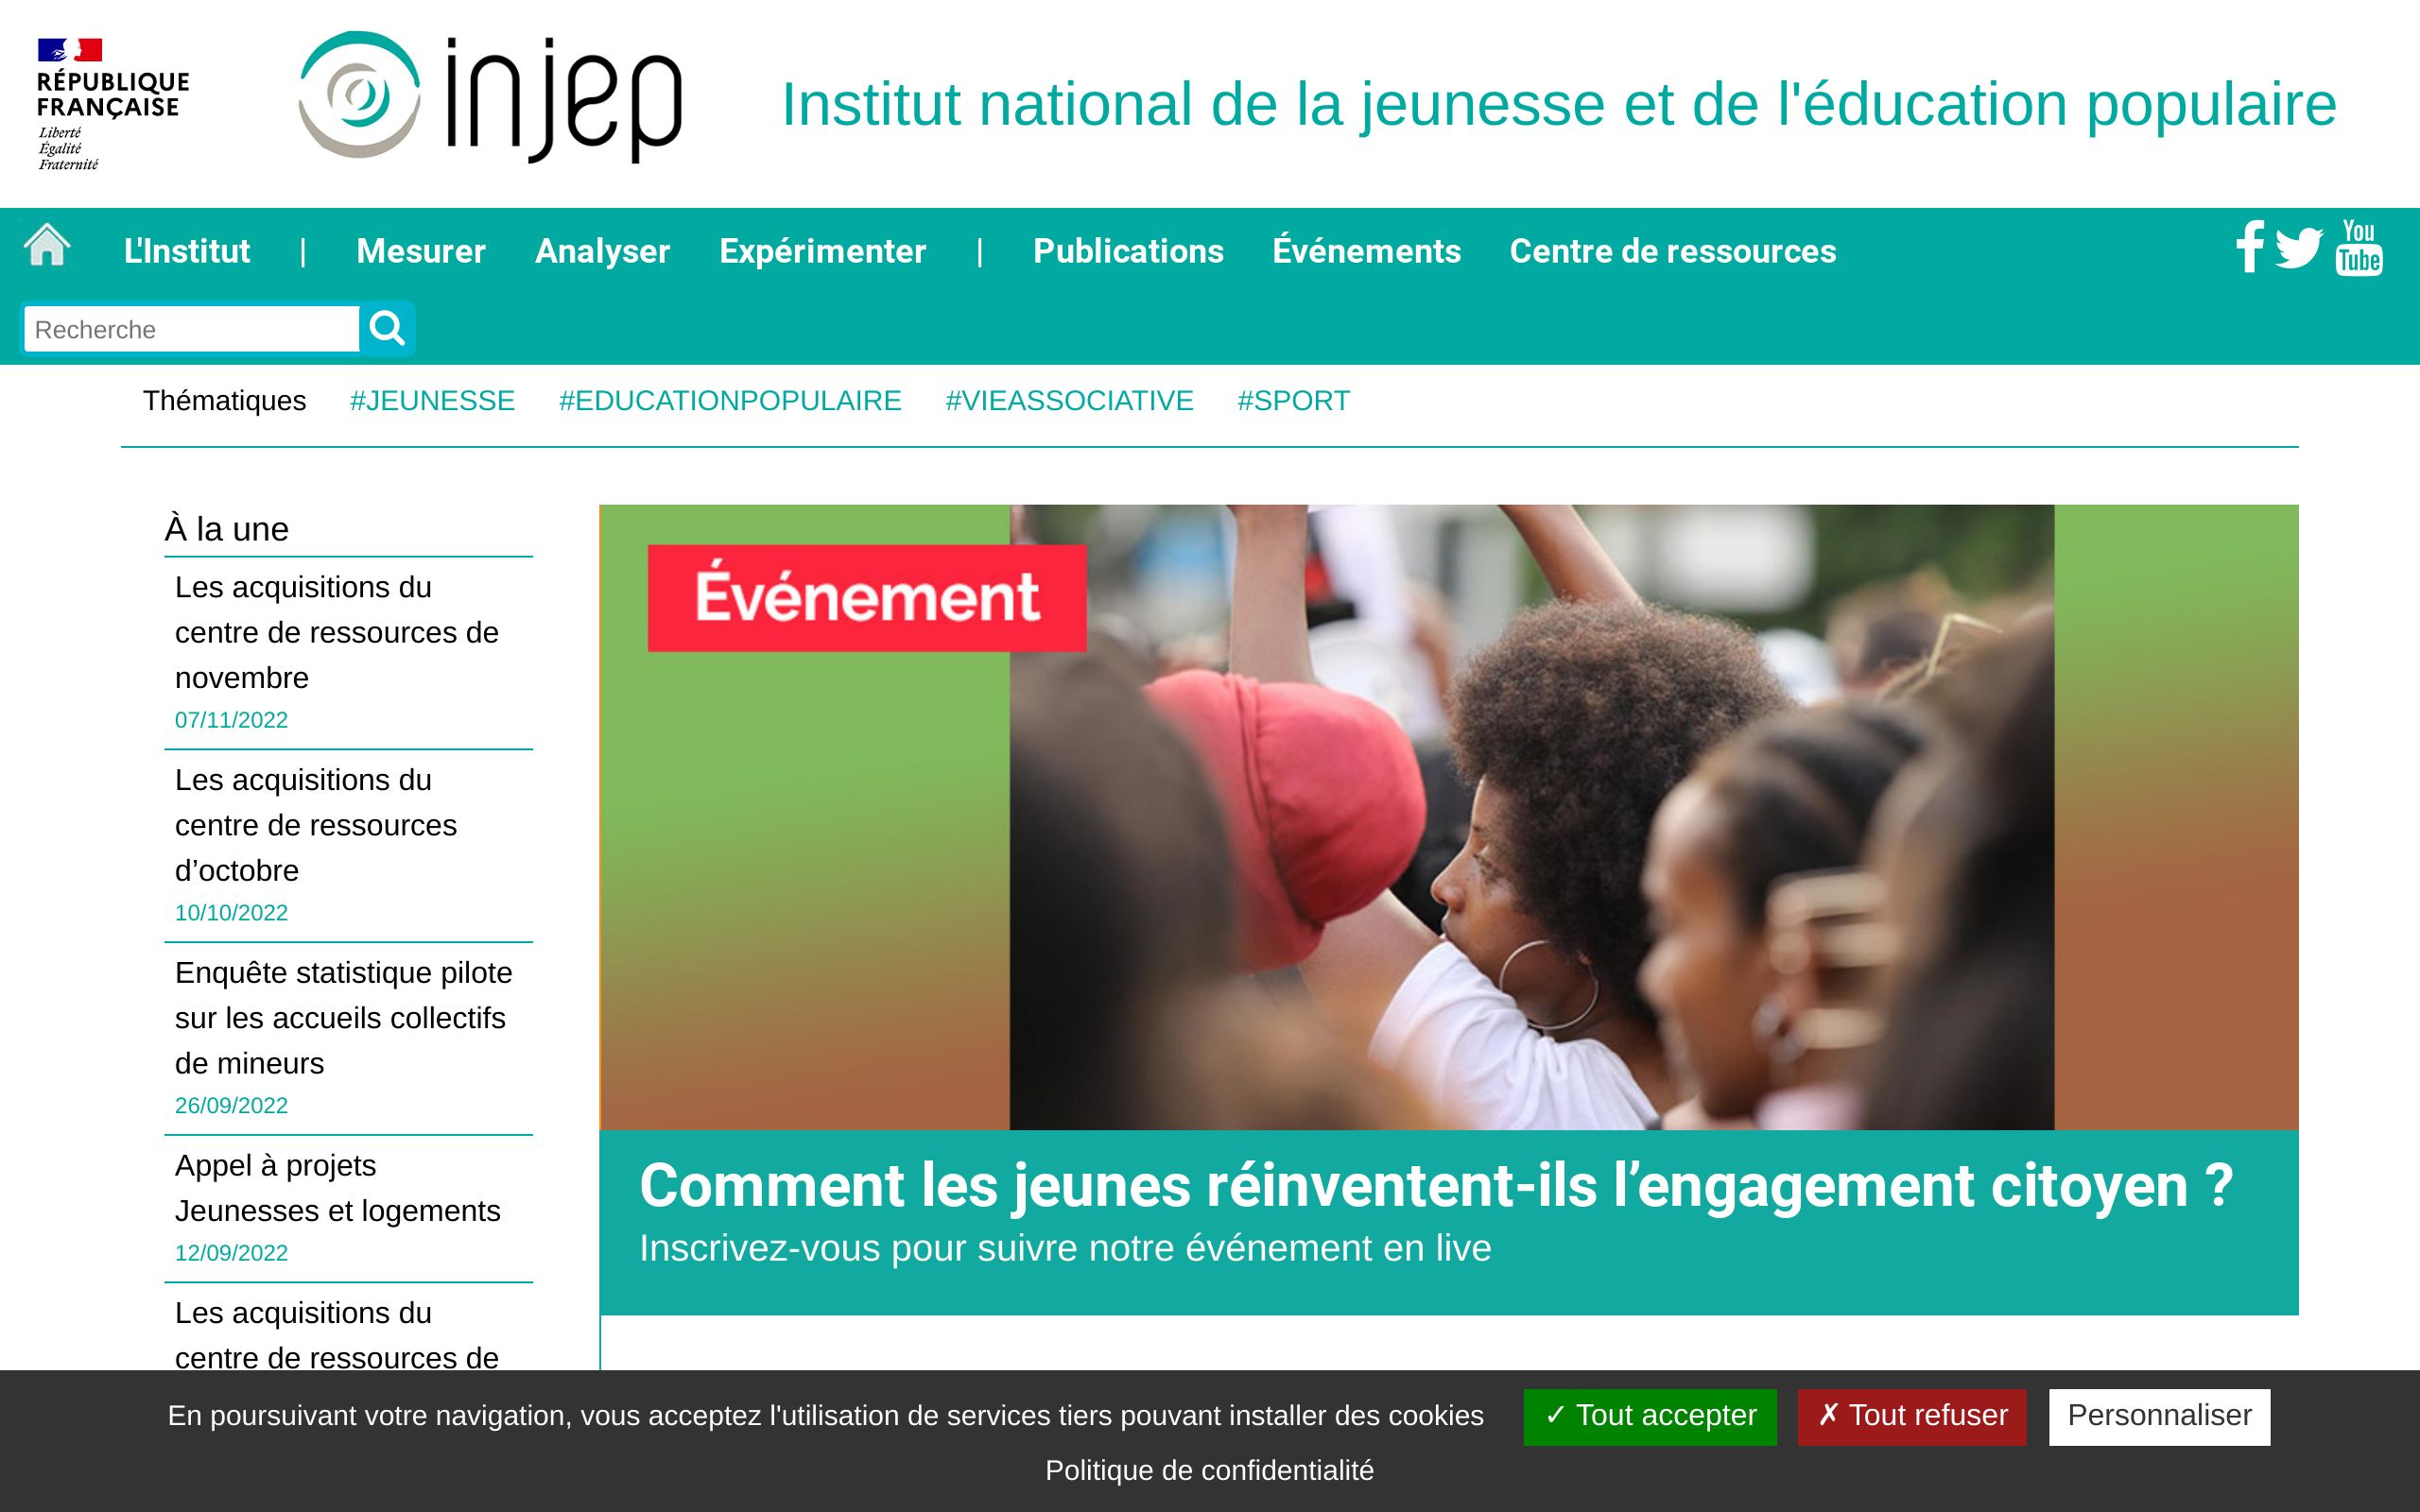 RÉPUBLIQUE
FRANÇAISE
Liberté
Égalité
Fraternité
injep
Institut national de la jeunesse et de l'éducation populaire
L'Institut | Mesurer Analyser Expérimenter | Publications Événements Centre de ressources
You
Tube
Recherche
Thématiques #JEUNESSE #EDUCATIONPOPULAIRE #VIEASSOCIATIVE #SPORT
À la une
Les acquisitions du
centre de ressources de
novembre
07/11/2022
Les acquisitions du
centre de ressources
d’octobre
10/10/2022
Enquête statistique pilote
sur les accueils collectifs
de mineurs
26/09/2022
Appel à projets
Jeunesses et logements
12/09/2022
Les acquisitions du
centre de ressources de
Événement
Comment les jeunes réinventent-ils l’engagement citoyen ?
Inscrivez-vous pour suivre notre événement en live
En poursuivant votre navigation, vous acceptez l'utilisation de services tiers pouvant installer des cookies ✓ Tout accepter ✗ Tout refuser Personnaliser
Politique de confidentialité